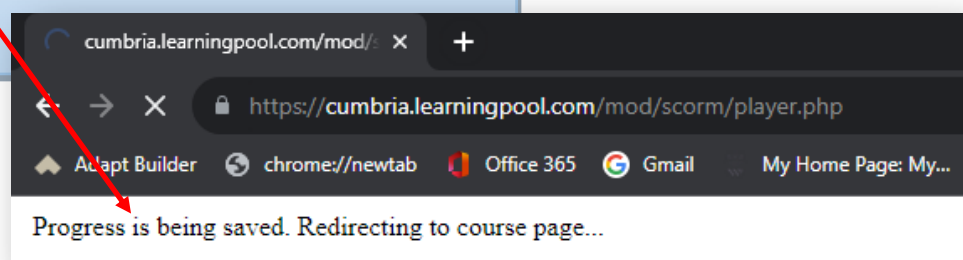 cumbria.learningpool.com/mod/s
https://cumbria.learningpool.com/mod/scorm/player.php
Adapt Builder chrome://newtab Office 365 Gmail My Home Page: My...
Progress is being saved. Redirecting to course page...